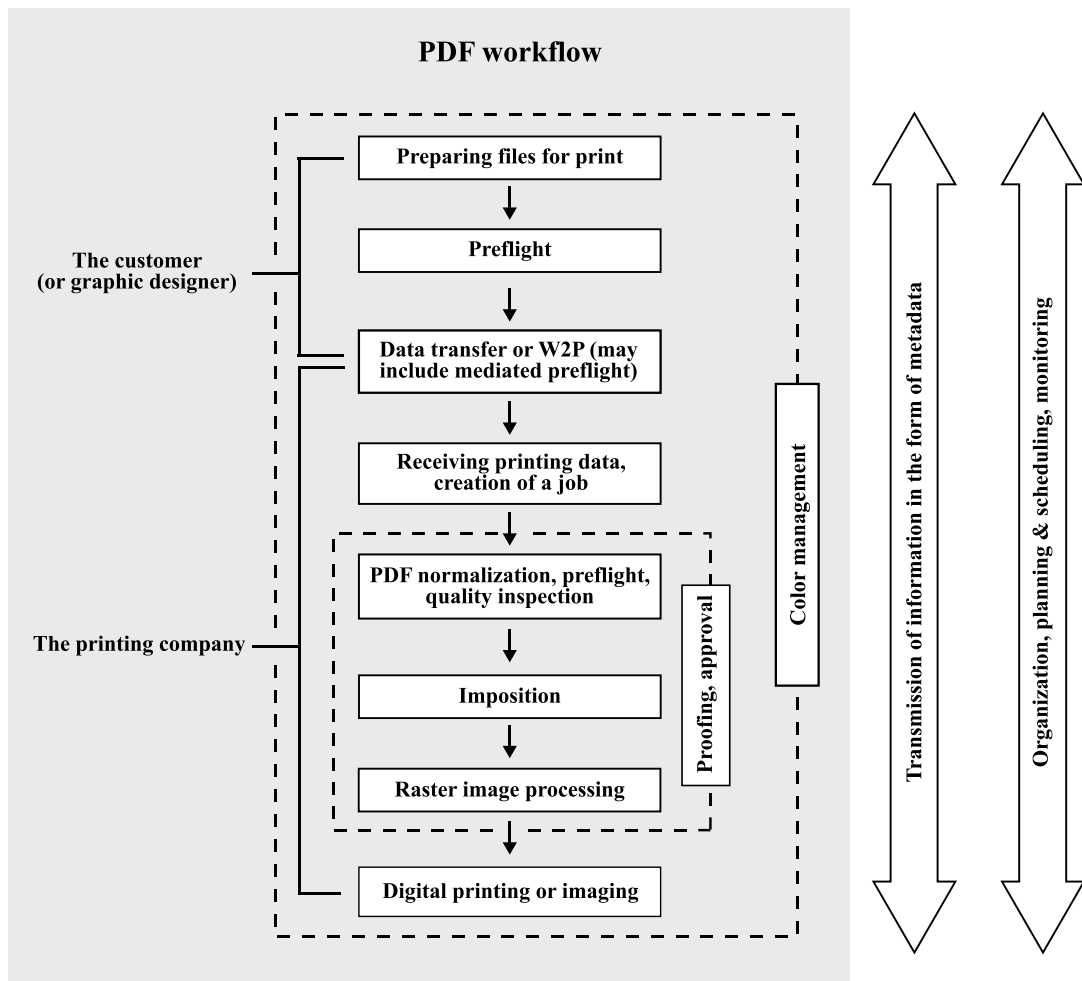 PDF workflow
Preparing files for print
Preflight
The customer
(or graphic designer)
Data transfer or W2P (may
include mediated preflight)
Receiving printing data,
creation of a job
PDF normalization, preflight,
quality inspection
The printing company
Imposition
Raster image processing
Digital printing or imaging
Proofing, approval
Color management
Transmission of information in the form of metadata
Organization, planning & scheduling, monitoring